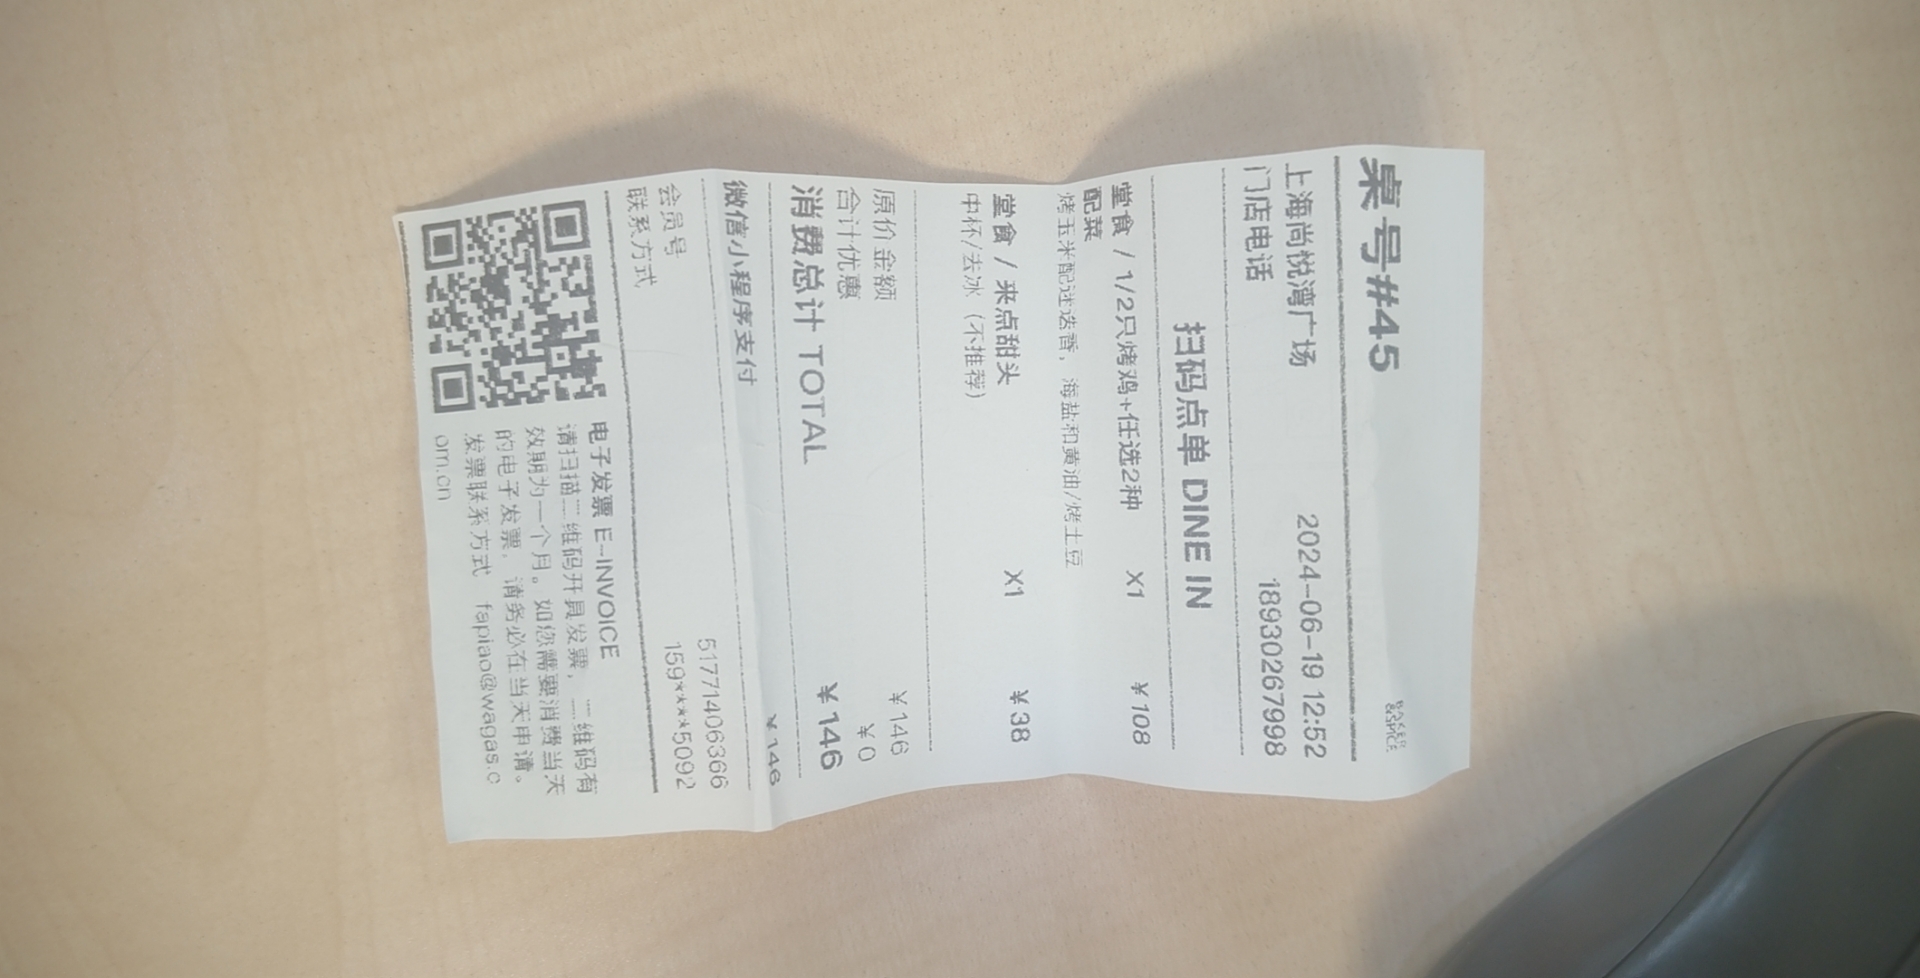 BAKER
&SPICE
桌号#45
上海尚悦湾广场 2024-06-19 12:52
门店电话 18930267998
扫码点单 DINE IN
堂食 / 1/2只烤鸡+任选2种 X1 ¥108
配菜
烤玉米配迷迭香，海盐和黄油/烤土豆
堂食 / 来点甜头 X1 ¥38
中杯/去冰（不推荐）
原价金额 ¥146
合计优惠 ¥0
消费总计 TOTAL ¥146
微信小程序支付 ¥146
会员号 51771406366
联系方式 159****5092
电子发票 E-INVOICE
请扫描二维码开具发票，二维码有
效期为一个月。如您需要消费当天
的电子发票，请务必在当天申请。
发票联系方式 fapiao@wagas.c
om.cn